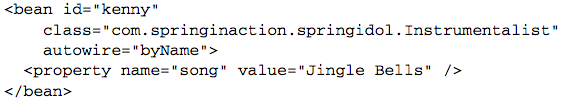 <bean id="kenny"
class="com.springinaction.springidol.Instrumentalist"
autowire="byName">
<property name="song" value="Jingle Bells" />
</bean>